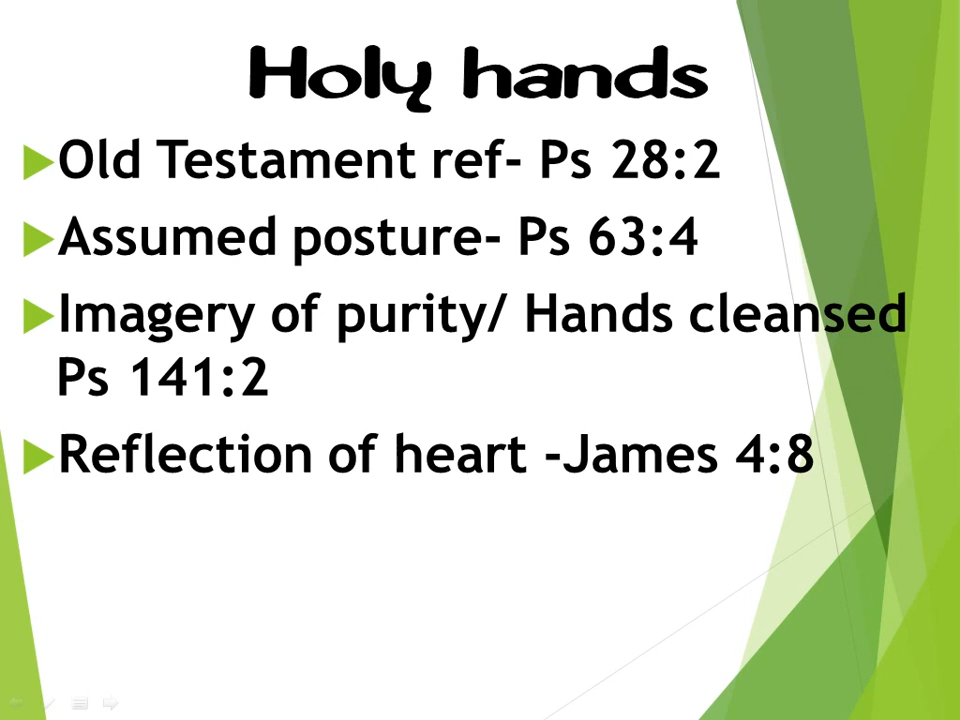 Holy hands
Old Testament ref- Ps 28:2
Assumed posture- Ps 63:4
Imagery of purity/ Hands cleansed
Ps 141:2
Reflection of heart -James 4:8